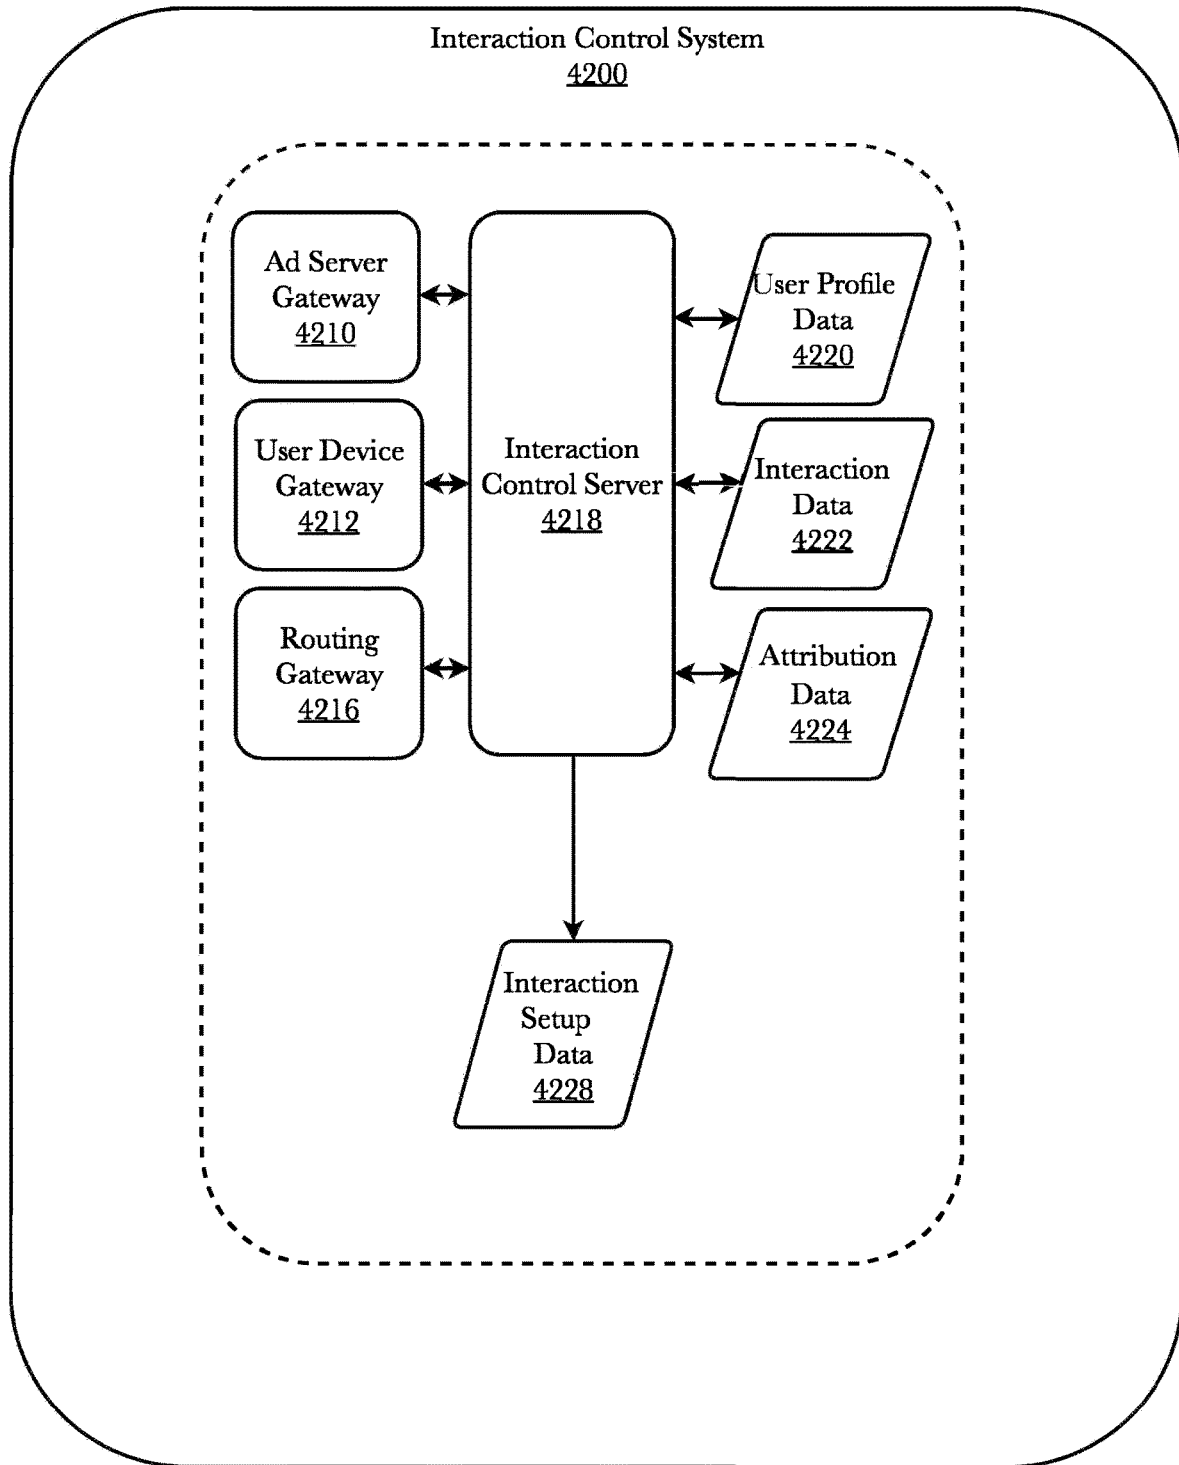 Interaction Control System
4200
Ad Server
Gateway
4210
User Device
Gateway
4212
Routing
Gateway
4216
Interaction
Control Server
4218
User Profile
Data
4220
Interaction
Data
4222
Attribution
Data
4224
Interaction
Setup
Data
4228